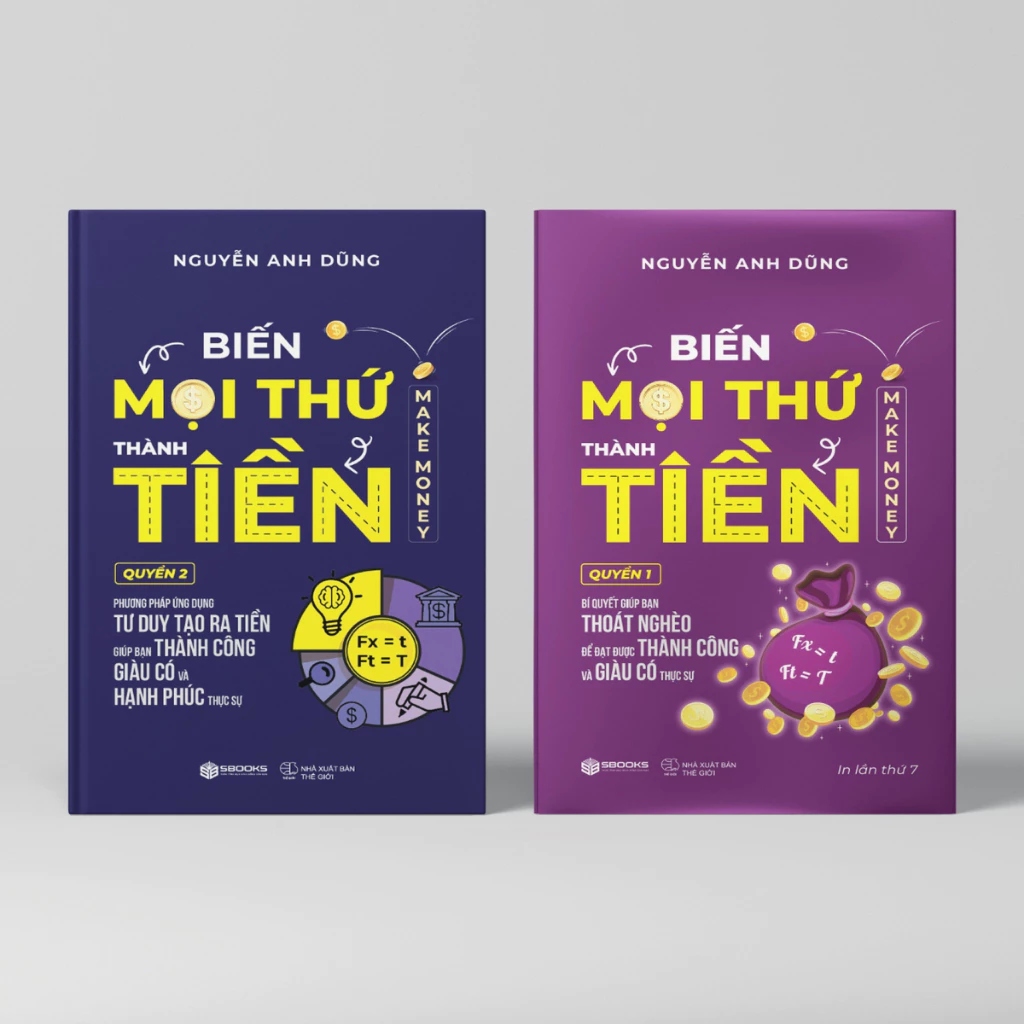 NGUYỄN ANH DŨNG
BIẾN
MỌI THỨ
THÀNH
TIỀN
MAKE MONEY
QUYỂN 2
PHƯƠNG PHÁP ỨNG DỤNG
TƯ DUY TẠO RA TIỀN
GIÚP BẠN THÀNH CÔNG
GIÀU CÓ VÀ
HẠNH PHÚC THỰC SỰ
Fx = t
Ft = T
SBOOKS
NHÀ XUẤT BẢN
THẾ GIỚI
NGUYỄN ANH DŨNG
BIẾN
MỌI THỨ
THÀNH
TIỀN
MAKE MONEY
QUYỂN 1
BÍ QUYẾT GIÚP BẠN
THOÁT NGHÈO
ĐỂ ĐẠT ĐƯỢC THÀNH CÔNG
VÀ GIÀU CÓ THỰC SỰ
Fx = t
Ft = T
SBOOKS
NHÀ XUẤT BẢN
THẾ GIỚI
In lần thứ 7